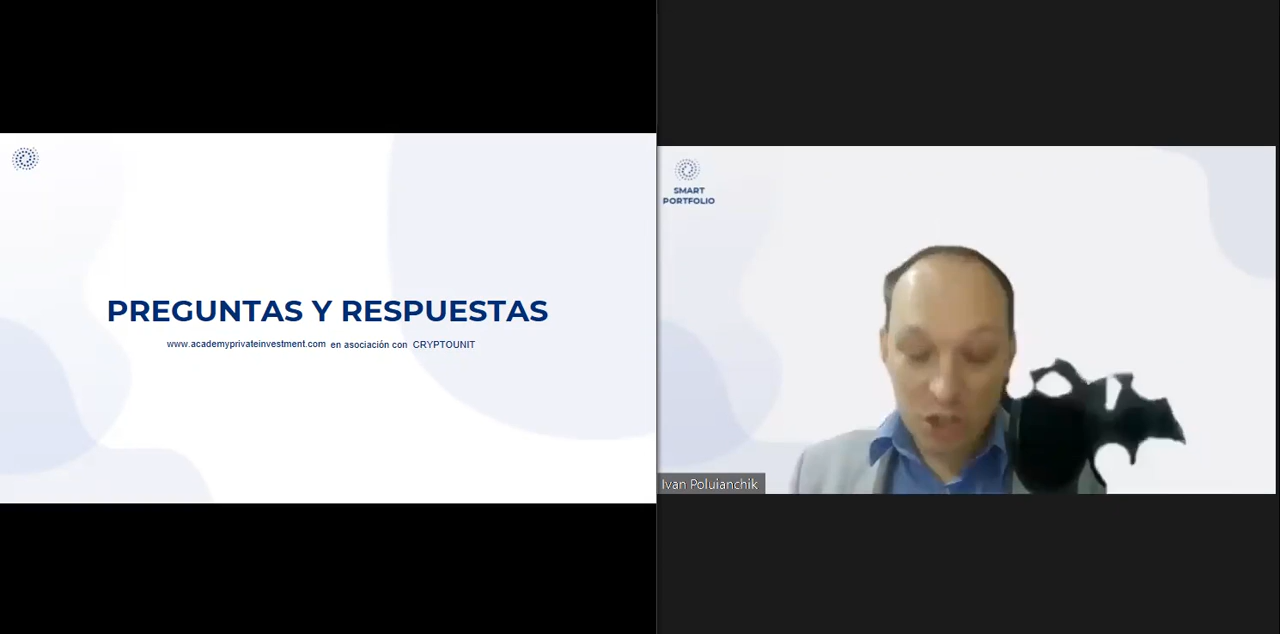 PREGUNTAS Y RESPUESTAS
www.academyprivateinvestment.com en asociación con CRYPTOUNIT
SMART
PORTFOLIO
Ivan Poluianchik